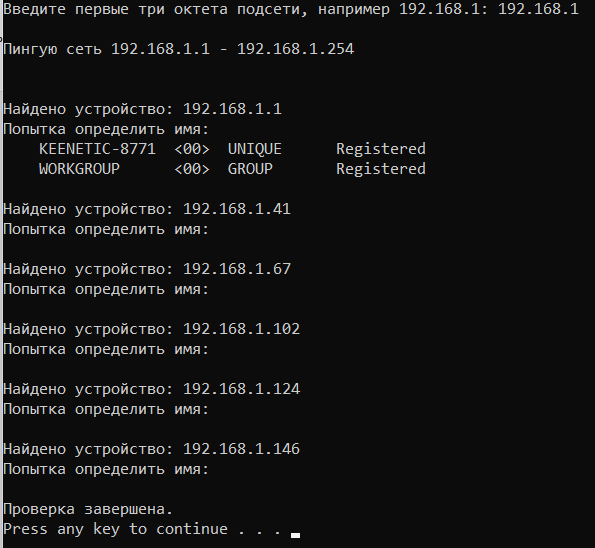 Введите первые три октета подсети, например 192.168.1: 192.168.1
Пингую сеть 192.168.1.1 - 192.168.1.254
Найдено устройство: 192.168.1.1
Попытка определить имя:
KEENETIC-8771 <00> UNIQUE Registered
WORKGROUP <00> GROUP Registered
Найдено устройство: 192.168.1.41
Попытка определить имя:
Найдено устройство: 192.168.1.67
Попытка определить имя:
Найдено устройство: 192.168.1.102
Попытка определить имя:
Найдено устройство: 192.168.1.124
Попытка определить имя:
Найдено устройство: 192.168.1.146
Попытка определить имя:
Проверка завершена.
Press any key to continue . . .